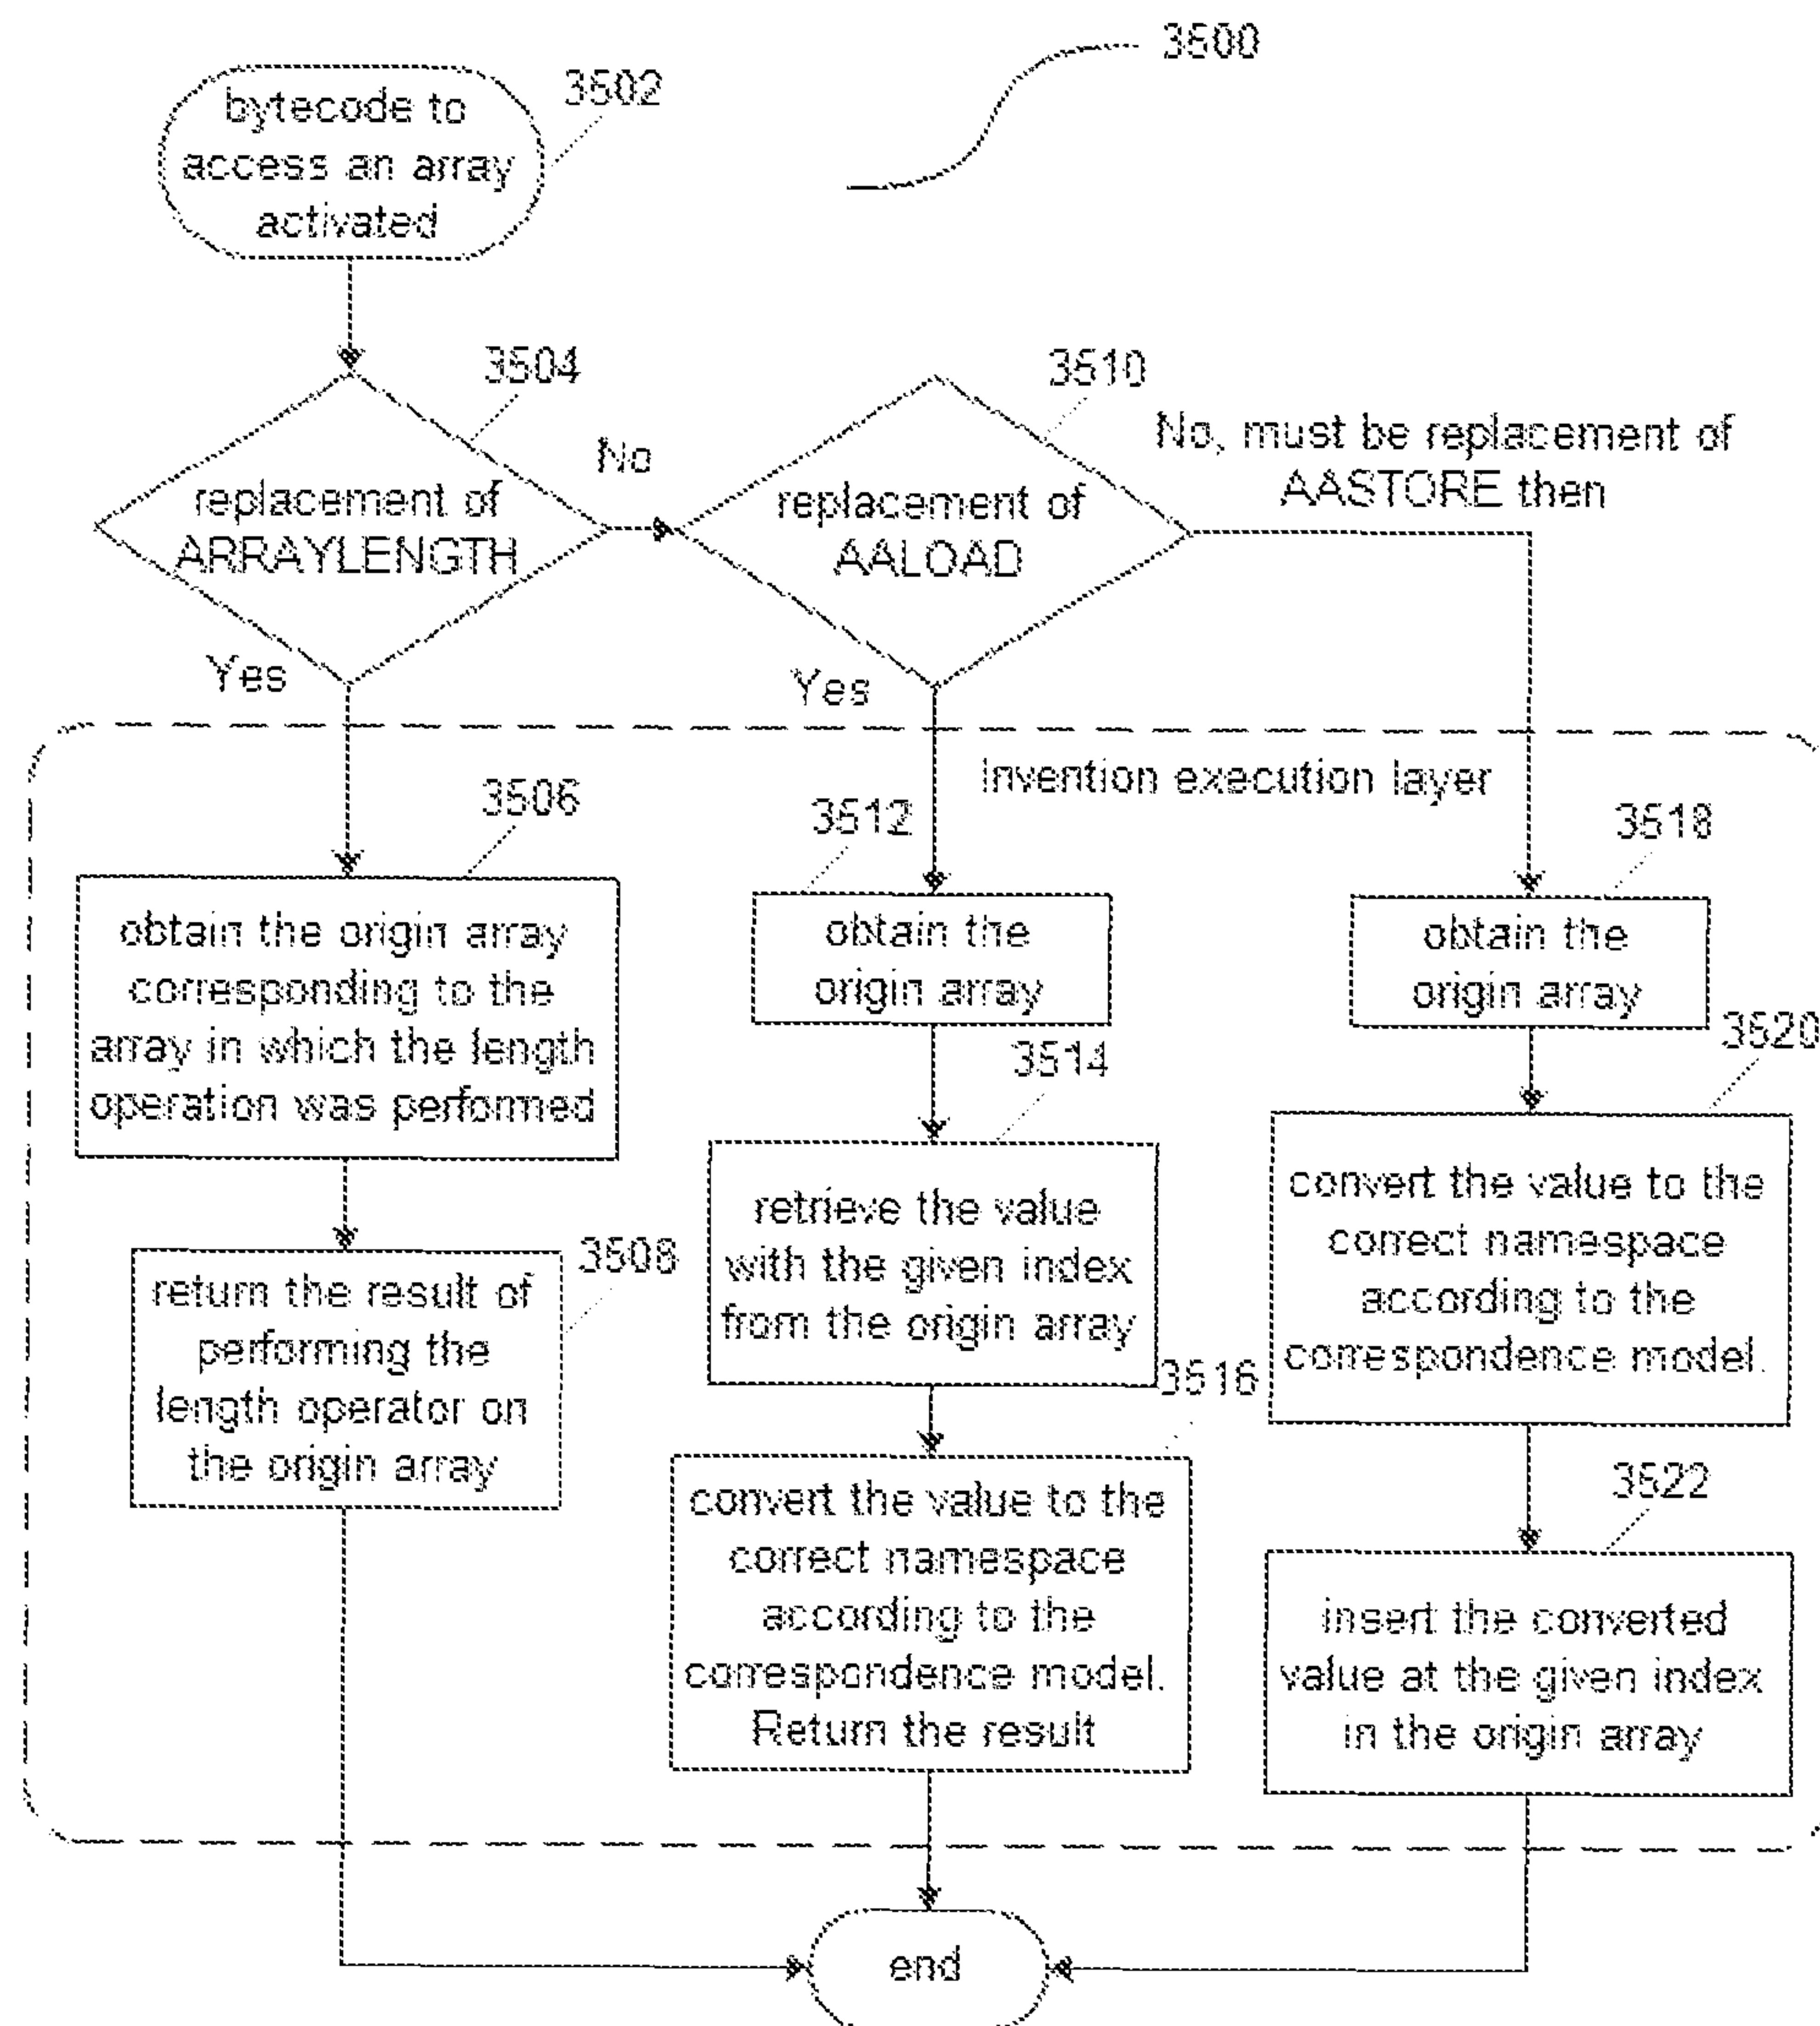 3500
3502
bytecode to
access an array
activated
3504
replacement of
ARRAYLENGTH
No
Yes
3510
replacement of
AALOAD
Yes
No, must be replacement of
AASTORE then
Invention execution layer
3506
obtain the origin array
corresponding to the
array in which the length
operation was performed
3508
return the result of
performing the
length operator on
the origin array
3512
obtain the
origin array
3514
retrieve the value
with the given index
from the origin array
3516
convert the value to the
correct namespace
according to the
correspondence model.
Return the result
3518
obtain the
origin array
3520
convert the value to the
correct namespace
according to the
correspondence model.
3522
insert the converted
value at the given index
in the origin array
end